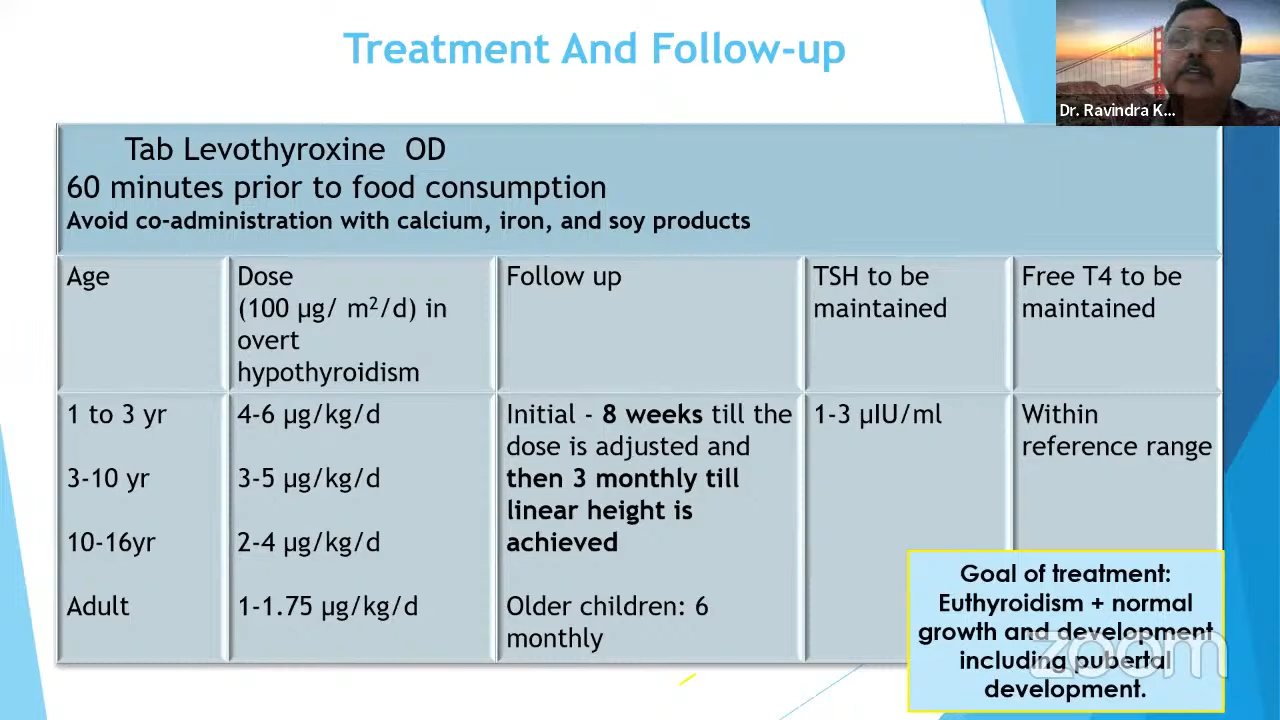 Treatment And Follow-up
Dr. Ravindra K...
Tab Levothyroxine OD
60 minutes prior to food consumption
Avoid co-administration with calcium, iron, and soy products
Age
Dose
(100 µg/ m²/d) in
overt
hypothyroidism
Follow up
TSH to be
maintained
Free T4 to be
maintained
1 to 3 yr
3-10 yr
10-16yr
Adult
4-6 µg/kg/d
3-5 µg/kg/d
2-4 µg/kg/d
1-1.75 µg/kg/d
Initial - 8 weeks till the
dose is adjusted and
then 3 monthly till
linear height is
achieved
Older children: 6
monthly
1-3 µIU/ml
Within
reference range
Goal of treatment:
Euthyroidism + normal
growth and development
including pubertal
development.
zoom